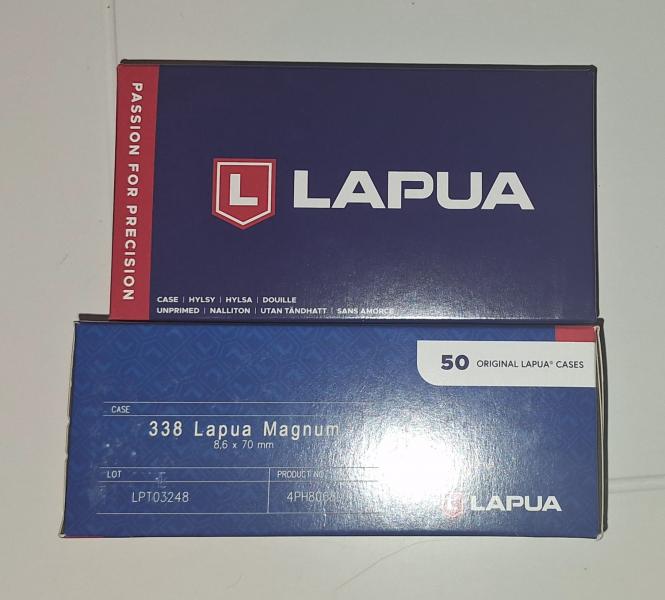 PASSION FOR PRECISION
L LAPUA
CASE | HYLSY | HYLSA | DOUILLE
UNPRIMED | NALLITON | UTAN TÄNDHATT | SANS AMORCE
50 ORIGINAL LAPUA® CASES
CASE
338 Lapua Magnum
8,6 x 70 mm
LOT PRODUCT NO
LPT03248
L LAPUA